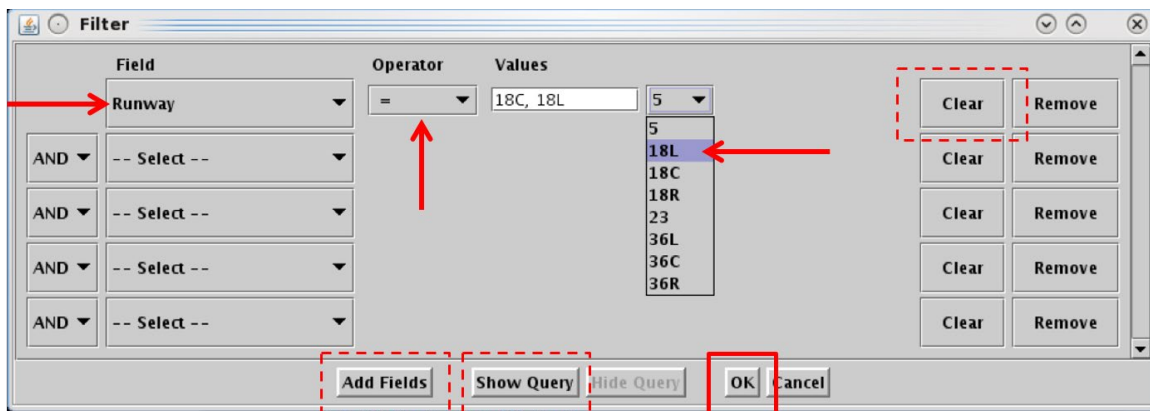 Filter
Field Operator Values
Runway = 18C, 18L 5 Clear Remove
5
AND -- Select -- 18L Clear Remove
18C
18R
AND -- Select -- 23 Clear Remove
36L
AND -- Select -- 36C Clear Remove
36R
AND -- Select -- Clear Remove
Add Fields Show Query Hide Query OK Cancel